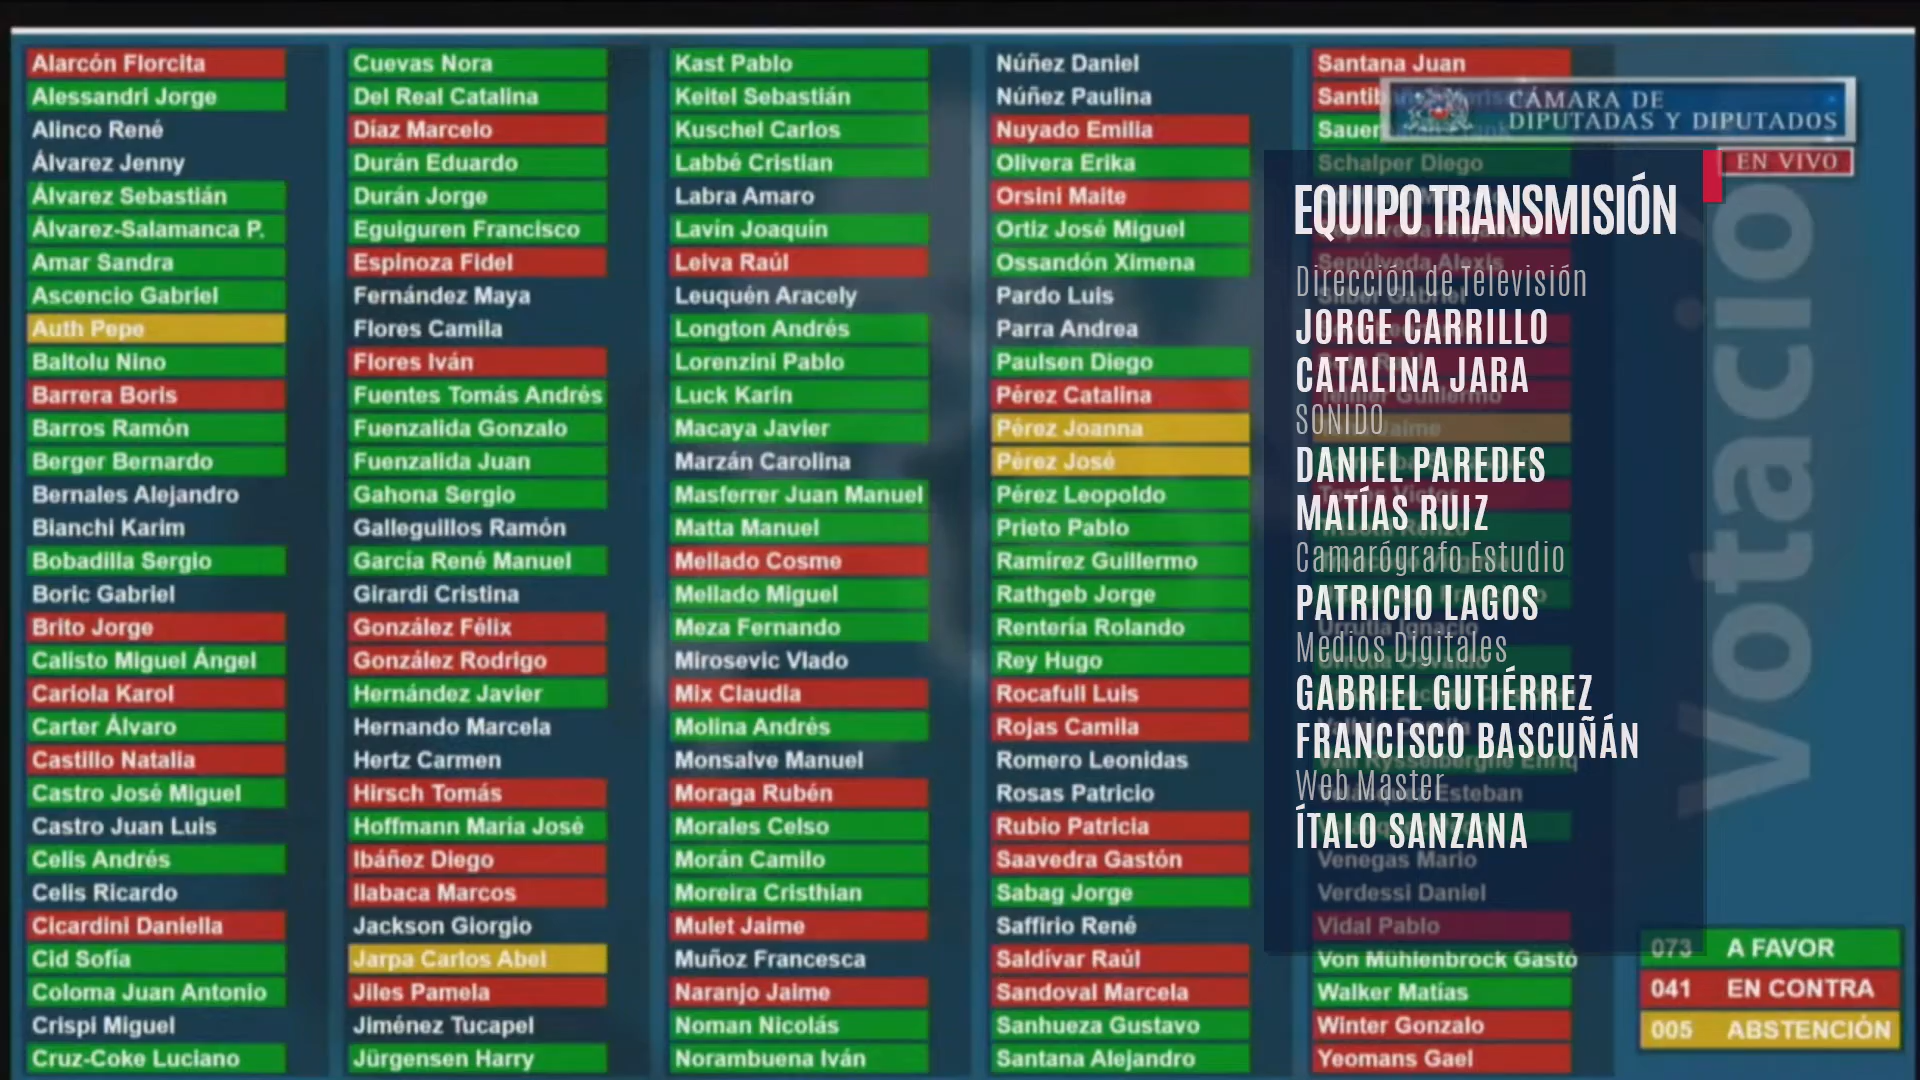 Alarcón Florcita
Alessandri Jorge
Alinco René
Álvarez Jenny
Álvarez Sebastián
Álvarez-Salamanca P.
Amar Sandra
Ascencio Gabriel
Auth Pepe
Baltolu Nino
Barrera Boris
Barros Ramón
Berger Bernardo
Bernales Alejandro
Bianchi Karim
Bobadilla Sergio
Boric Gabriel
Brito Jorge
Calisto Miguel Ángel
Cariola Karol
Carter Álvaro
Castillo Natalia
Castro José Miguel
Castro Juan Luis
Celis Andrés
Celis Ricardo
Cicardini Daniella
Cid Sofía
Coloma Juan Antonio
Crispi Miguel
Cruz-Coke Luciano
Cuevas Nora
Del Real Catalina
Díaz Marcelo
Durán Eduardo
Durán Jorge
Eguiguren Francisco
Espinoza Fidel
Fernández Maya
Flores Camila
Flores Iván
Fuentes Tomás Andrés
Fuenzalida Gonzalo
Fuenzalida Juan
Gahona Sergio
Galleguillos Ramón
García René Manuel
Girardi Cristina
González Félix
González Rodrigo
Hernández Javier
Hernando Marcela
Hertz Carmen
Hirsch Tomás
Hoffmann María José
Ibáñez Diego
Ilabaca Marcos
Jackson Giorgio
Jarpa Carlos Abel
Jiles Pamela
Jiménez Tucapel
Jürgensen Harry
Kast Pablo
Keitel Sebastián
Kuschel Carlos
Labbé Cristian
Labra Amaro
Lavín Joaquín
Leiva Raúl
Leuquén Aracely
Longton Andrés
Lorenzini Pablo
Luck Karin
Macaya Javier
Marzán Carolina
Masferrer Juan Manuel
Matta Manuel
Mellado Cosme
Mellado Miguel
Meza Fernando
Mirosevic Vlado
Mix Claudia
Molina Andrés
Monsalve Manuel
Moraga Rubén
Morales Celso
Morán Camilo
Moreira Cristhian
Mulet Jaime
Muñoz Francesca
Naranjo Jaime
Noman Nicolás
Norambuena Iván
Núñez Daniel
Núñez Paulina
Nuyado Emilia
Olivera Erika
Orsini Maite
Ortiz José Miguel
Ossandón Ximena
Pardo Luis
Parra Andrea
Paulsen Diego
Pérez Catalina
Pérez Joanna
Pérez José
Pérez Leopoldo
Prieto Pablo
Ramírez Guillermo
Rathgeb Jorge
Rentería Rolando
Rey Hugo
Rocafull Luis
Rojas Camila
Romero Leonidas
Rosas Patricio
Rubio Patricia
Saavedra Gastón
Sabag Jorge
Saffirio René
Saldívar Raúl
Sandoval Marcela
Sanhueza Gustavo
Santana Alejandro
Santana Juan
Schalper Diego
Sepúlveda Alexis
Silber Gabriel
Venegas Mario
Verdessi Daniel
Vidal Pablo
Von Mühlenbrock Gastó
Walker Matías
Winter Gonzalo
Yeomans Gael
CÁMARA DE
DIPUTADAS Y DIPUTADOS
EN VIVO
EQUIPO TRANSMISIÓN
Dirección de Televisión
JORGE CARRILLO
CATALINA JARA
SONIDO
DANIEL PAREDES
MATÍAS RUIZ
Camarógrafo Estudio
PATRICIO LAGOS
Medios Digitales
GABRIEL GUTIÉRREZ
FRANCISCO BASCUÑÁN
Web Master
ÍTALO SANZANA
073 A FAVOR
041 EN CONTRA
005 ABSTENCIÓN